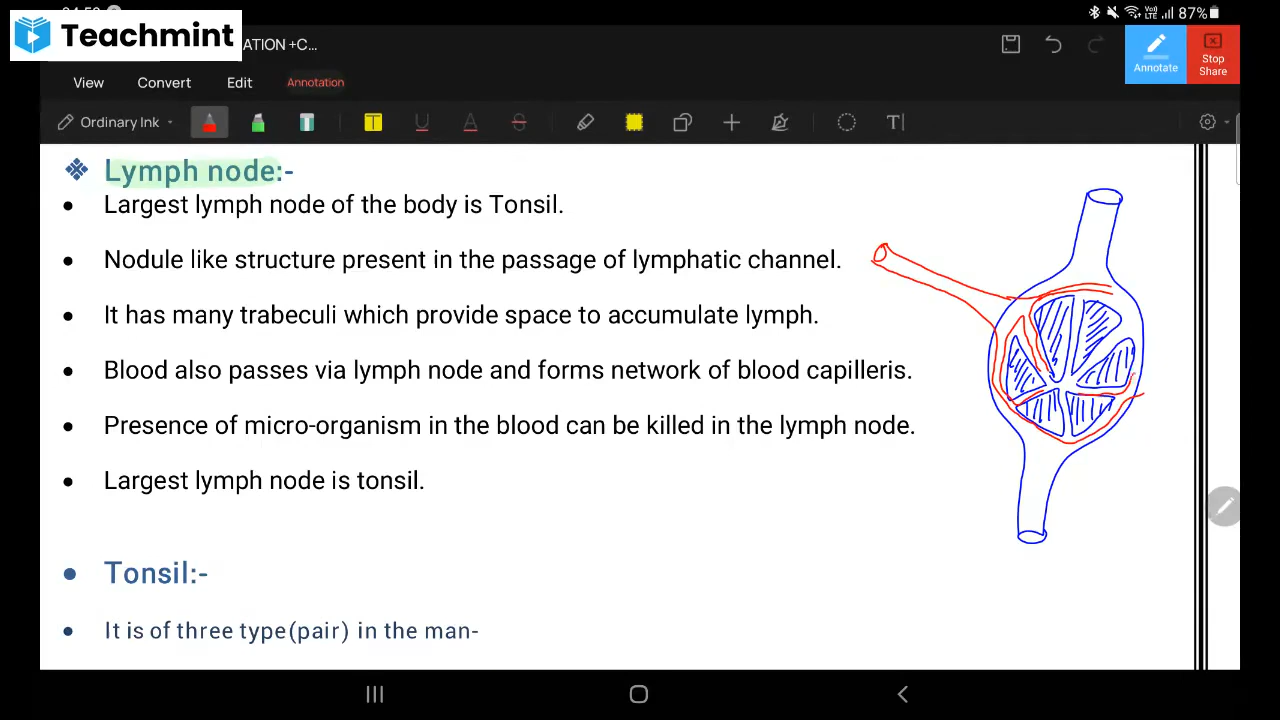 Teachmint
87%
ATION +C...
View Convert Edit Annotation
Annotate
Stop Share
Ordinary Ink
Lymph node:-
Largest lymph node of the body is Tonsil.
Nodule like structure present in the passage of lymphatic channel.
It has many trabeculi which provide space to accumulate lymph.
Blood also passes via lymph node and forms network of blood capilleris.
Presence of micro-organism in the blood can be killed in the lymph node.
Largest lymph node is tonsil.
Tonsil:-
It is of three type(pair) in the man-